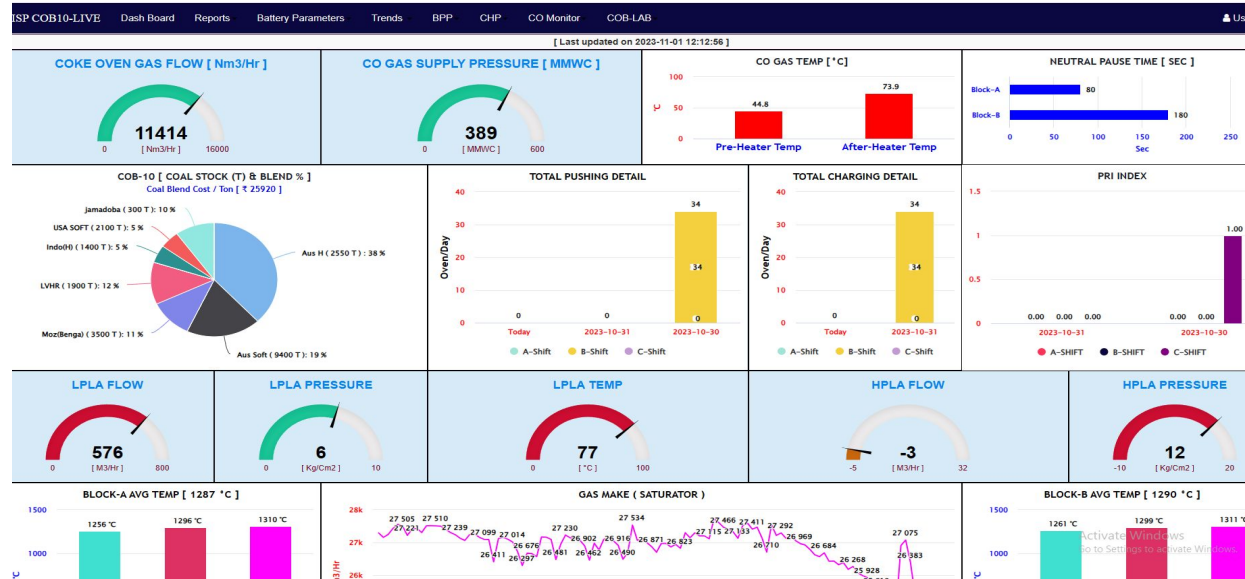 ISP COB10-LIVE Dash Board Reports Battery Parameters Trends BPP CHP CO Monitor COB-LAB Us
[ Last updated on 2023-11-01 12:12:56 ]
COKE OVEN GAS FLOW [ Nm3/Hr ]
11414
[ Nm3/Hr ]
0 16000
CO GAS SUPPLY PRESSURE [ MMWC ]
389
[ MMWC ]
0 600
CO GAS TEMP [°C]
100
50
0
°C
44.8
73.9
Pre-Heater Temp After-Heater Temp
NEUTRAL PAUSE TIME [ SEC ]
Block-A 80
Block-B 180
0 50 100 150 200 250
Sec
COB-10 [ COAL STOCK (T) & BLEND % ]
Coal Blend Cost / Ton [ ₹ 25920 ]
jamadoba ( 300 T ): 10 %
USA SOFT ( 2100 T ): 5 %
Indo(H) ( 1400 T ): 5 %
LVHR ( 1900 T ): 12 %
Moz(Benga) ( 3500 T ): 11 %
Aus H ( 2550 T ) : 38 %
Aus Soft ( 9400 T ): 19 %
TOTAL PUSHING DETAIL
40
30
20
10
0
Oven/Day
0 0 34
34
0
Today 2023-10-31 2023-10-30
A-Shift B-Shift C-Shift
TOTAL CHARGING DETAIL
40
30
20
10
0
Oven/Day
0 34
34
0
Today 2023-10-31
A-Shift B-Shift C-Shift
PRI INDEX
1.5
1
0.5
0
0.00 0.00 0.00 0.00 0.00 1.00
2023-10-31 2023-10-30
A-SHIFT B-SHIFT C-SHIFT
LPLA FLOW
576
0 [ M3/Hr ] 800
LPLA PRESSURE
6
0 [ Kg/Cm2 ] 10
LPLA TEMP
77
0 [ °C ] 100
HPLA FLOW
-3
-5 [ M3/Hr ] 32
HPLA PRESSURE
12
-10 [ Kg/Cm2 ] 20
BLOCK-A AVG TEMP [ 1287 °C ]
1500
1000
°C
1256 °C 1296 °C 1310 °C
GAS MAKE ( SATURATOR )
28k
27k
26k
27 505 27 510 27 534 27 466 27 411 27 292
27 221 27 239 27 099 27 014 27 230 27 115 27 133 27 075
26 676 26 902 26 916 26 871 26 823 26 710 26 969 26 684
26 411 26 297 26 481 26 462 26 490 26 268 26 383
25 928
BLOCK-B AVG TEMP [ 1290 °C ]
1500
1000
°C
1261 °C 1299 °C 1311 °C
Activate Windows
Go to Settings to activate Windows.